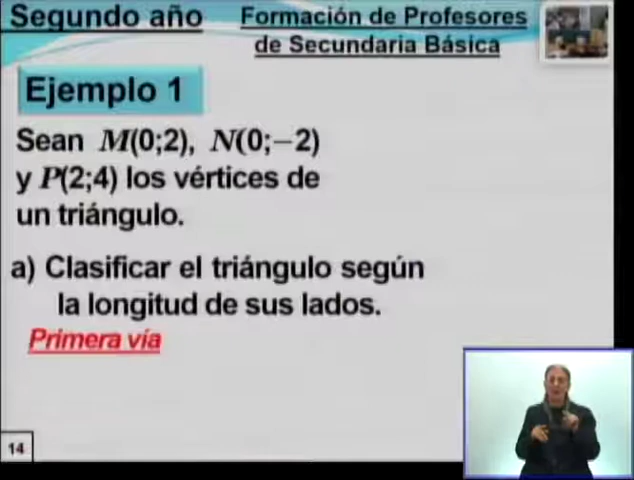 Segundo año
Formación de Profesores
de Secundaria Básica
Ejemplo 1
Sean M(0;2), N(0;−2)
y P(2;4) los vértices de
un triángulo.
a) Clasificar el triángulo según
la longitud de sus lados.
Primera vía
14